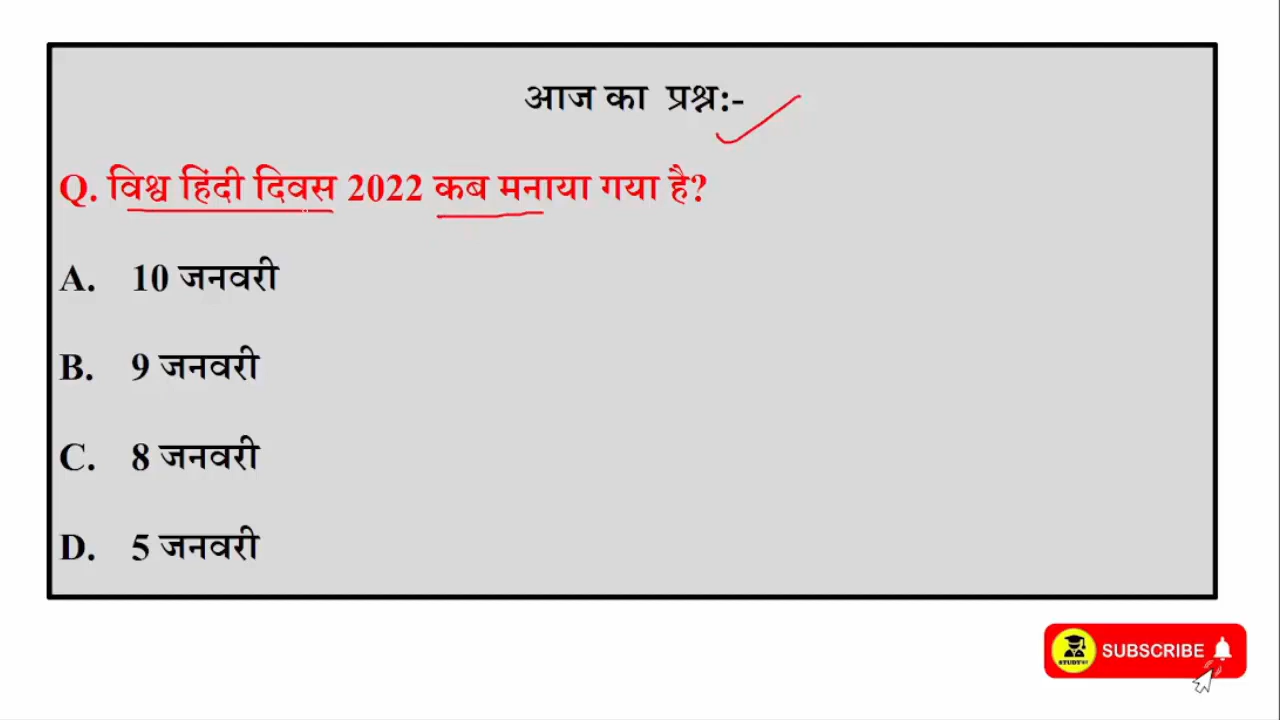 आज का प्रश्न:-
Q. विश्व हिंदी दिवस 2022 कब मनाया गया है?
A. 10 जनवरी
B. 9 जनवरी
C. 8 जनवरी
D. 5 जनवरी
SUBSCRIBE